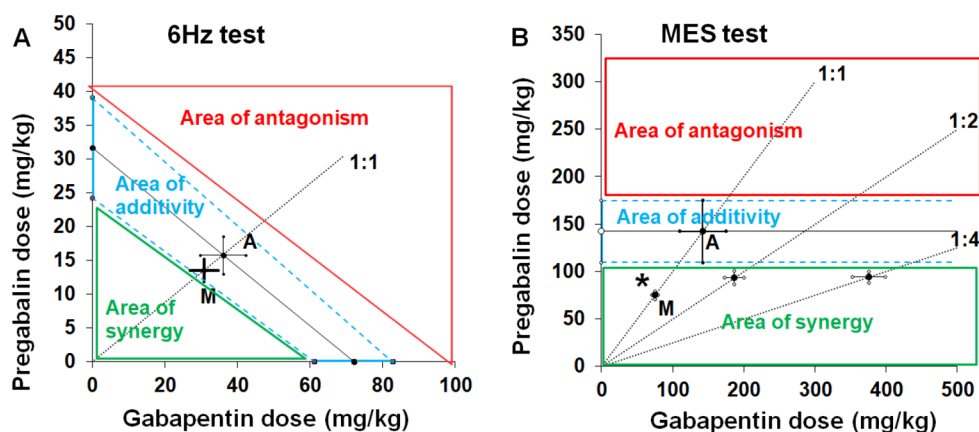 A
6Hz test
50
45
40
35
30
25
20
15
10
5
0
Pregabalin dose (mg/kg)
Area of antagonism
1:1
Area of
additivity
A
M
Area of
synergy
0
20
40
60
80
100
Gabapentin dose (mg/kg)
B
MES test
350
300
250
200
150
100
50
0
Pregabalin dose (mg/kg)
1:1
Area of antagonism
1:2
Area of additivity
A
1:4
*
M
Area of synergy
0
100
200
300
400
500
Gabapentin dose (mg/kg)